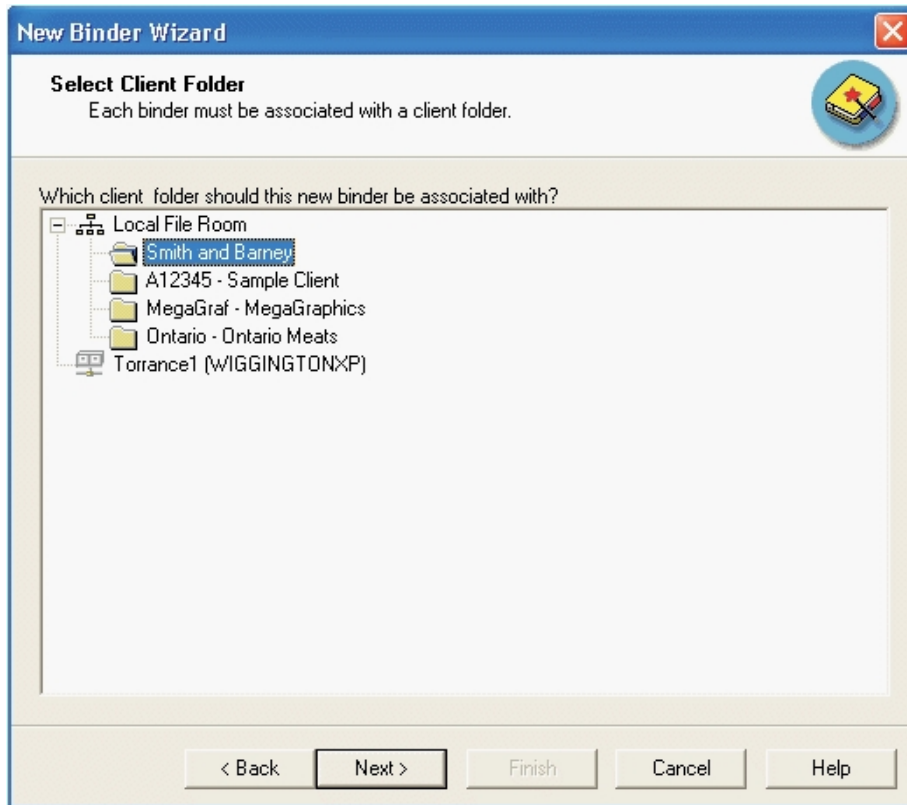 New Binder Wizard
Select Client Folder
Each binder must be associated with a client folder.
Which client folder should this new binder be associated with?
Local File Room
Smith and Barney
A12345 - Sample Client
MegaGraf - MegaGraphics
Ontario - Ontario Meats
Torrance1 (WIGGINGTONXP)
< Back Next > Finish Cancel Help